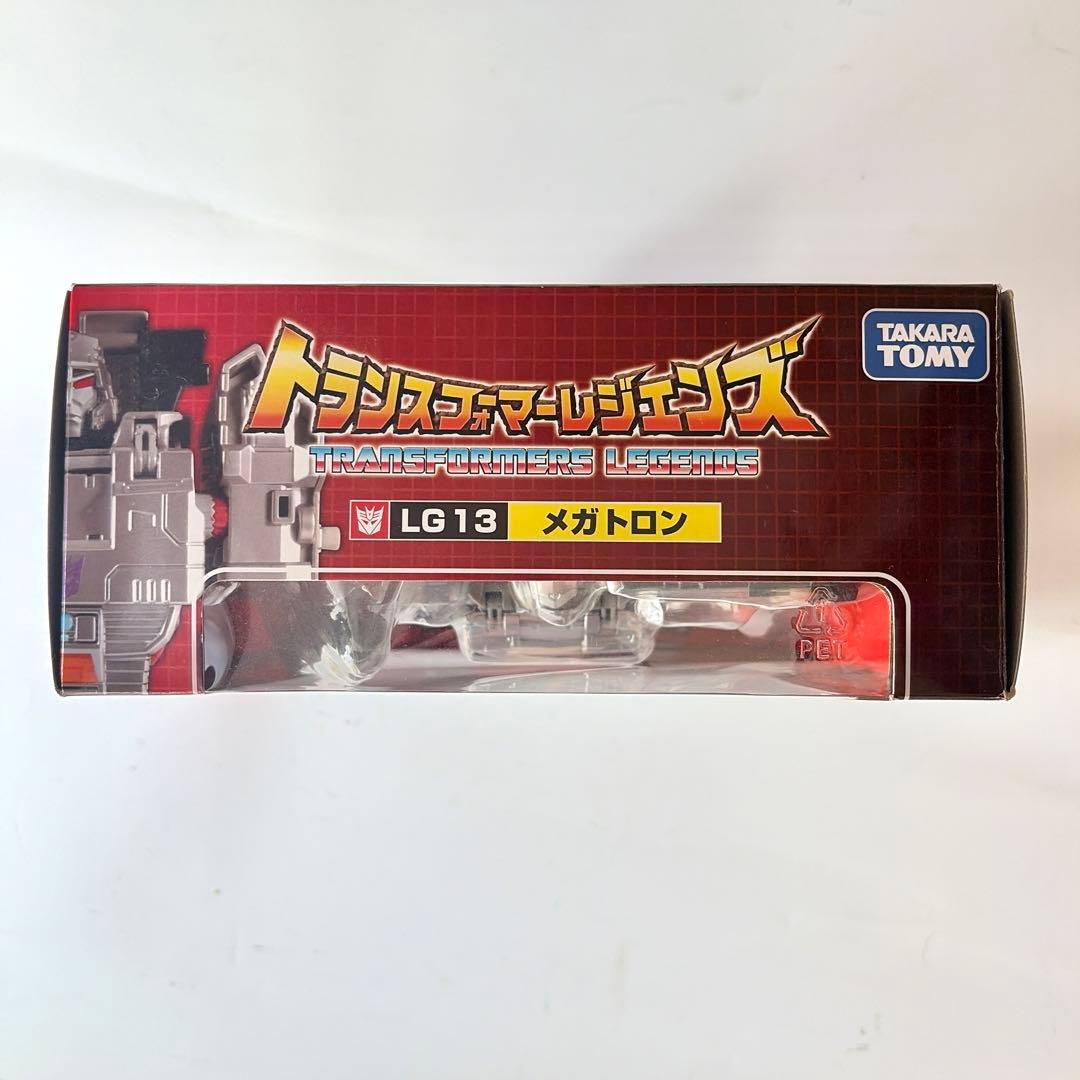 トランスフォーマーレジェンズ
TAKARA
TOMY
TRANSFORMERS LEGENDS
LG13 メガトロン
1
PET